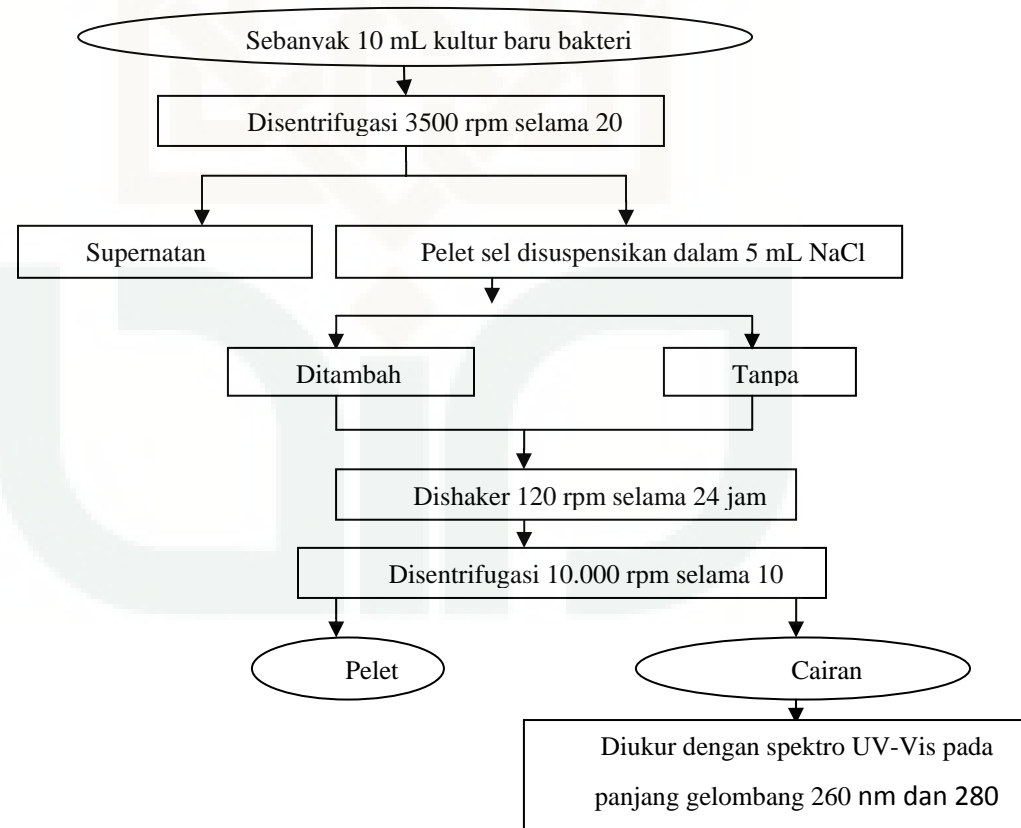 Sebanyak 10 mL kultur baru bakteri
Disentrifugasi 3500 rpm selama 20
Supernatan
Pelet sel disuspensikan dalam 5 mL NaCl
Ditambah
Tanpa
Dishaker 120 rpm selama 24 jam
Disentrifugasi 10.000 rpm selama 10
Pelet
Cairan
Diukur dengan spektro UV-Vis pada
panjang gelombang 260 nm dan 280